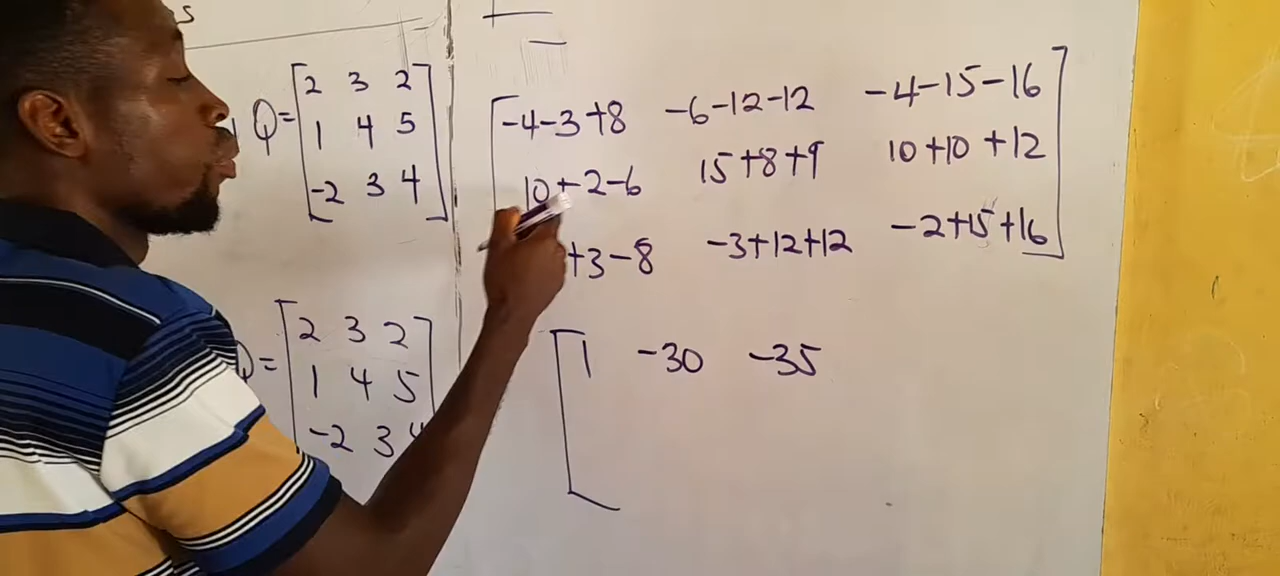 s
Q = [2 3 2
1 4 5
-2 3 4]
[-4-3+8 -6-12-12 -4-15-16
10+2-6 15+8+9 10+10+12
+3-8 -3+12+12 -2+15+16]
= [2 3 2
1 4 5
-2 3
[1 -30 -35